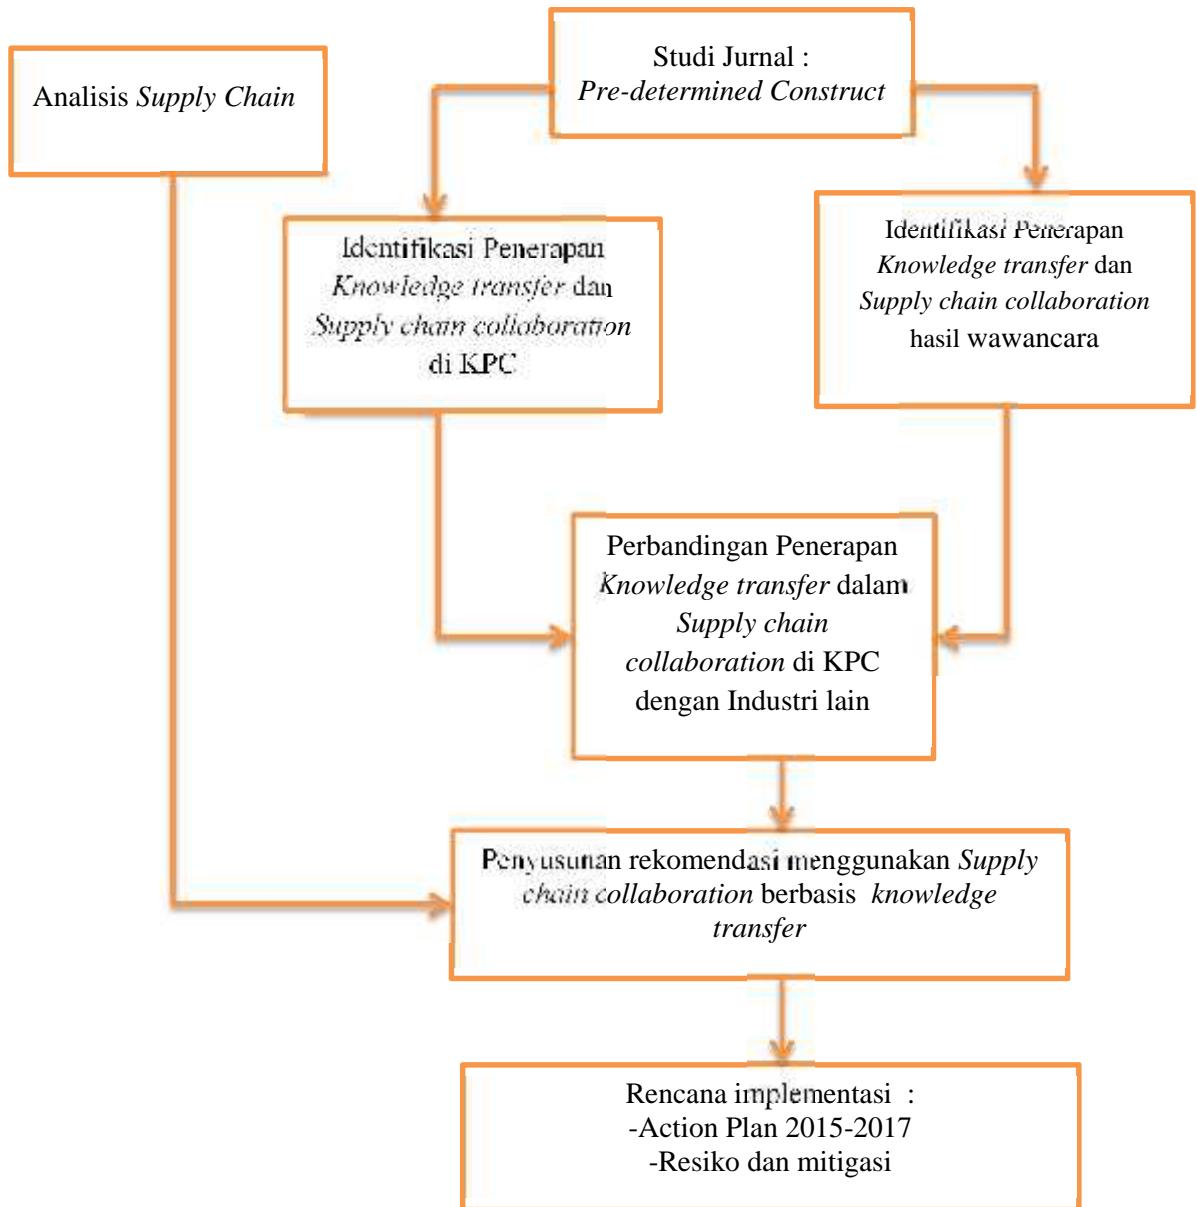 Analisis Supply Chain
Studi Jurnal :
Pre-determined Construct
Identifikasi Penerapan
Knowledge transfer dan
Supply chain collaboration
di KPC
Identifikasi Penerapan
Knowledge transfer dan
Supply chain collaboration
hasil wawancara
Perbandingan Penerapan
Knowledge transfer dalam
Supply chain
collaboration di KPC
dengan Industri lain
Penyusunan rekomendasi menggunakan Supply
chain collaboration berbasis knowledge
transfer
Rencana implementasi :
-Action Plan 2015-2017
-Resiko dan mitigasi